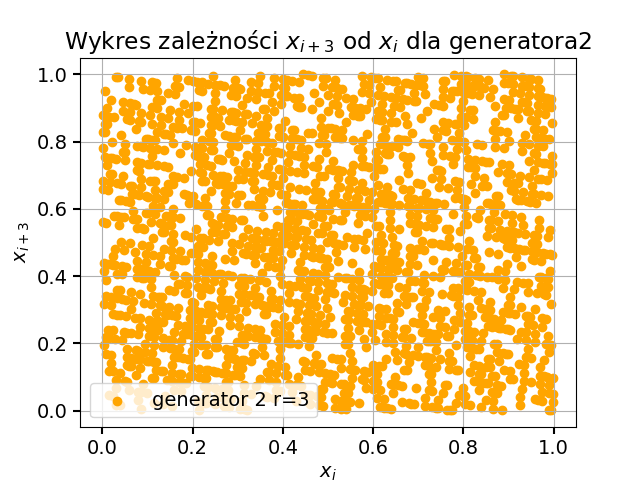 Wykres zależności x_{i+3} od x_i dla generatora2
1.0
0.8
0.6
0.4
0.2
0.0
x_{i+3}
generator 2 r=3
0.0 0.2 0.4 0.6 0.8 1.0
x_i